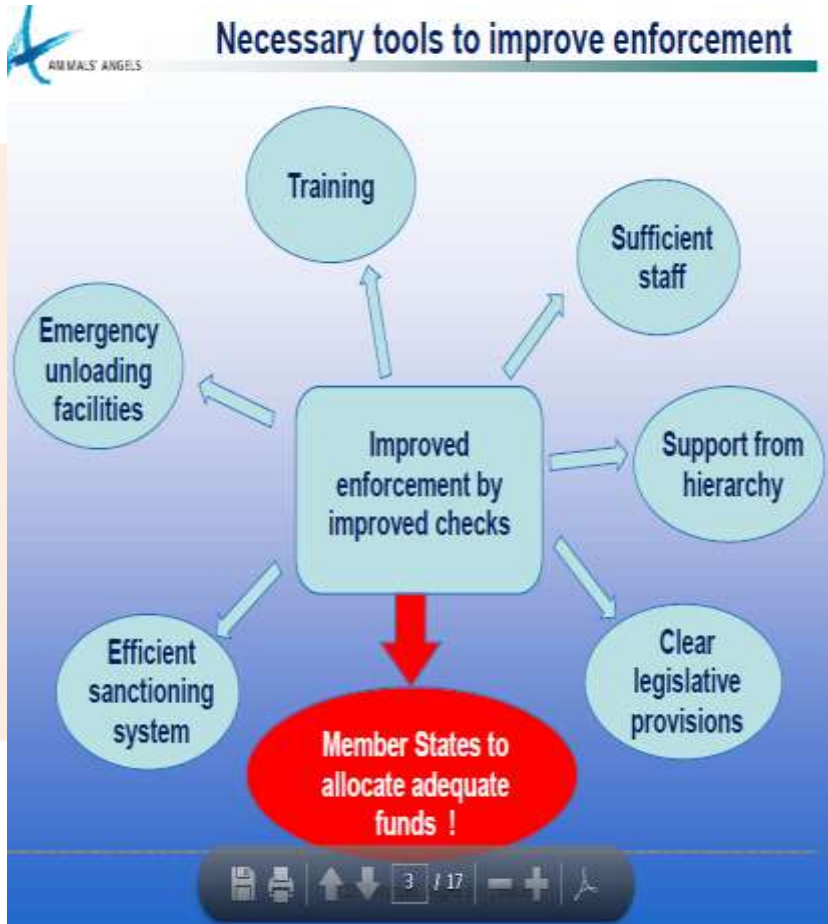 Necessary tools to improve enforcement
ANIMALS' ANGELS
Training
Sufficient
staff
Emergency
unloading
facilities
Improved
enforcement by
improved checks
Support from
hierarchy
Efficient
sanctioning
system
Clear
legislative
provisions
Member States to
allocate adequate
funds !
3 / 17